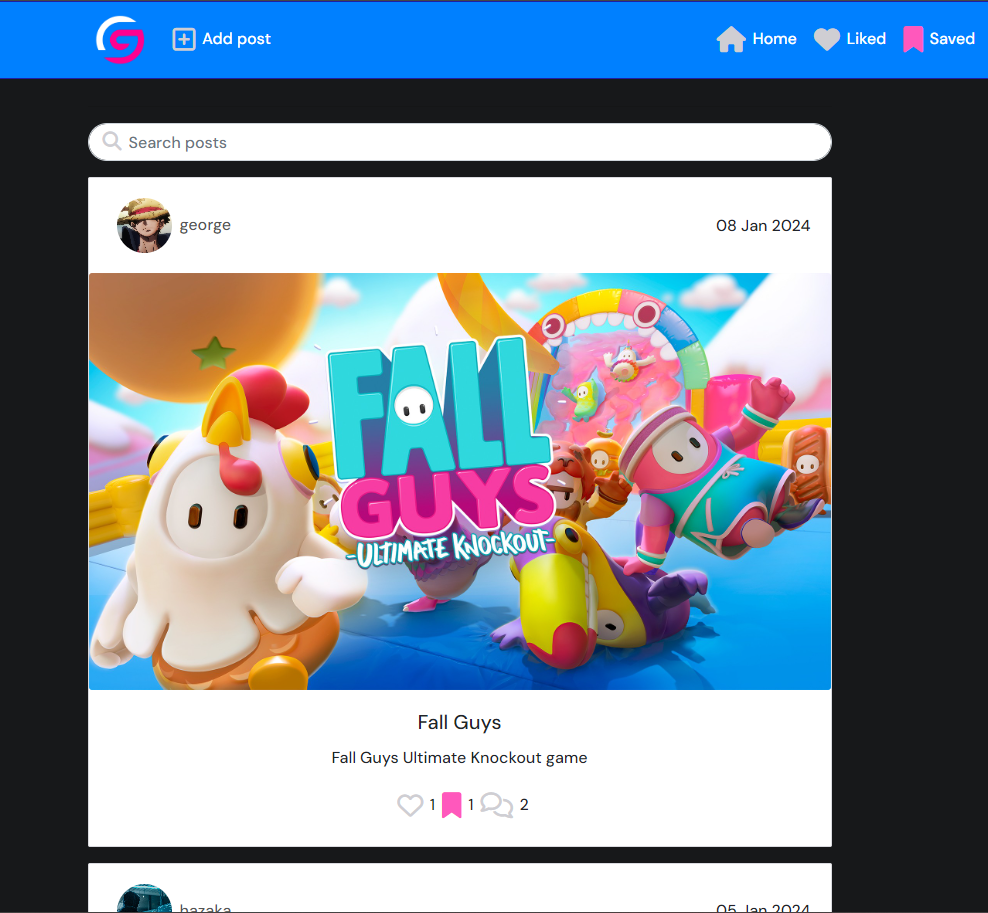 Add post
Home
Liked
Saved
Search posts
george
08 Jan 2024
FALL
GUYS
-ULTIMATE KNOCKOUT-
Fall Guys
Fall Guys Ultimate Knockout game
1 1 2
hazaka
05 Jan 2024